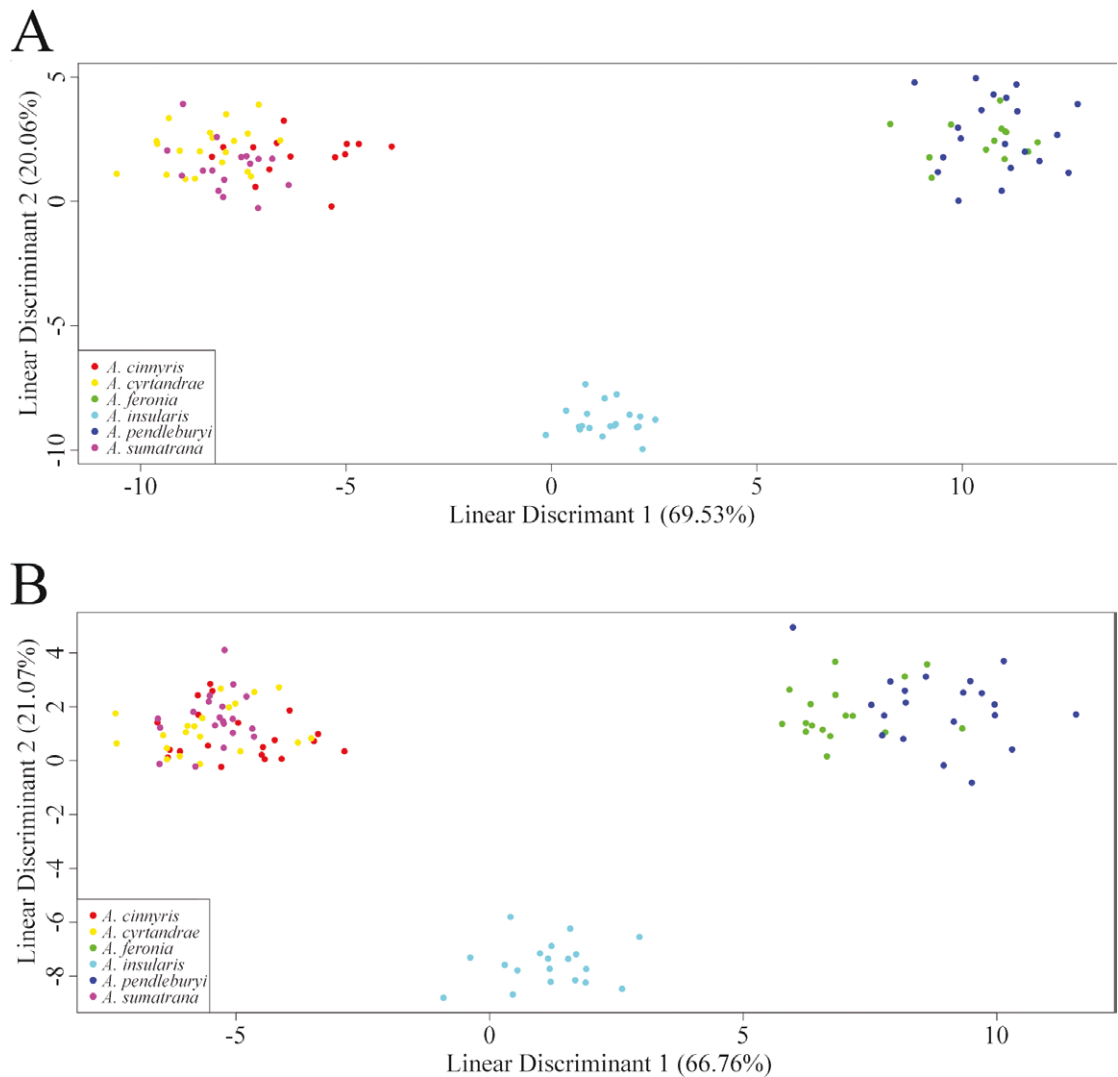 A
Linear Discriminant 2 (20.06%)
5
0
-5
-10
A. cinnyris
A. cyrtandrae
A. feronia
A. insularis
A. pendleburyi
A. sumatrana
-10 -5 0 5 10
Linear Discrimant 1 (69.53%)
B
Linear Discriminant 2 (21.07%)
4
2
0
-2
-4
-6
-8
A. cinnyris
A. cyrtandrae
A. feronia
A. insularis
A. pendleburyi
A. sumatrana
-5 0 5 10
Linear Discriminant 1 (66.76%)